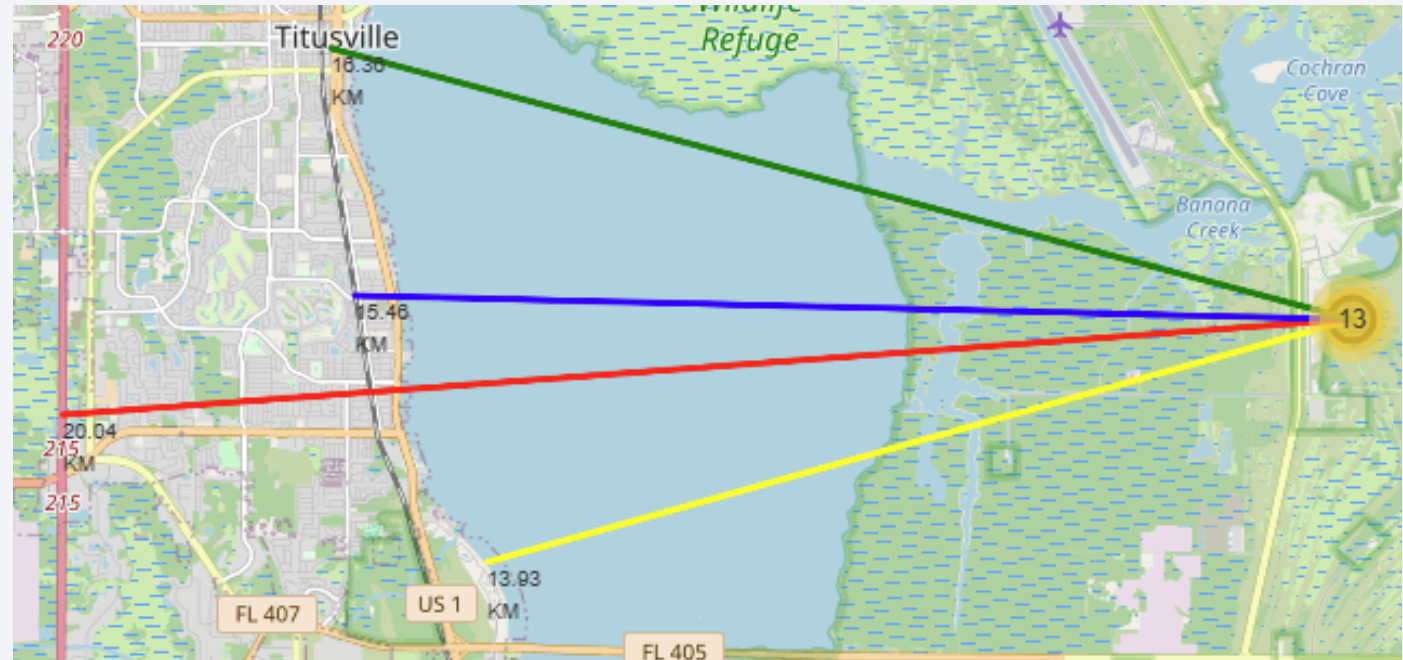 Wildlife
Refuge
220
Titusville
16.36
KM
Cochran
Cove
Banana
Creek
15.46
KM
13
20.04
215
KM
215
13.93
KM
US 1
FL 407
FL 405